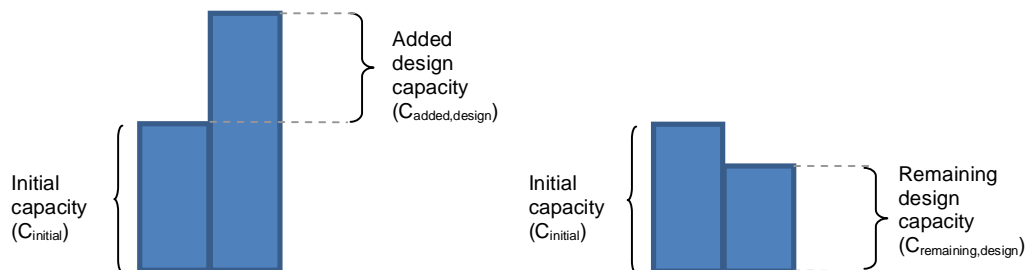 Added
design
capacity
(Cadded,design)
Initial
capacity
(Cinitial)
Initial
capacity
(Cinitial)
Remaining
design
capacity
(Cremaining,design)